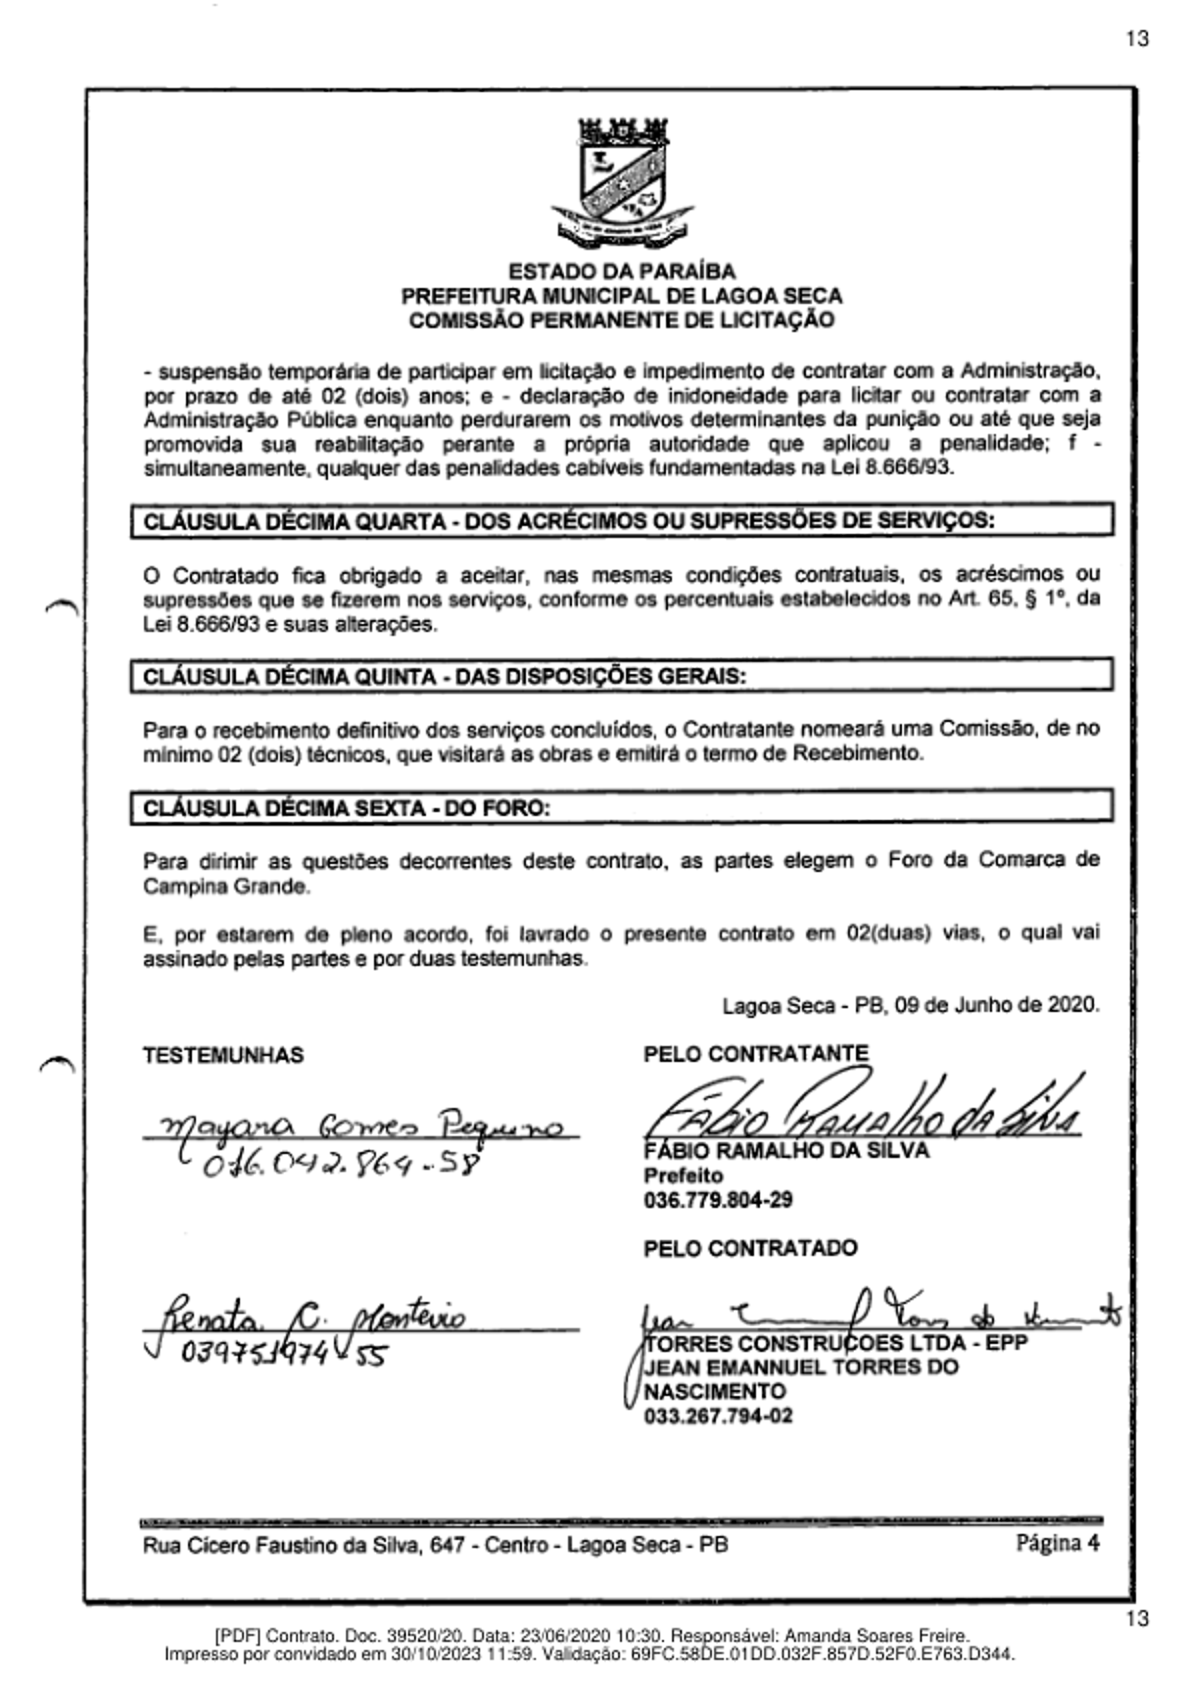 13
ESTADO DA PARAÍBA
PREFEITURA MUNICIPAL DE LAGOA SECA
COMISSÃO PERMANENTE DE LICITAÇÃO
- suspensão temporária de participar em licitação e impedimento de contratar com a Administração,
por prazo de até 02 (dois) anos; e - declaração de inidoneidade para licitar ou contratar com a
Administração Pública enquanto perdurarem os motivos determinantes da punição ou até que seja
promovida sua reabilitação perante a própria autoridade que aplicou a penalidade; f -
simultaneamente, qualquer das penalidades cabíveis fundamentadas na Lei 8.666/93.
CLÁUSULA DÉCIMA QUARTA - DOS ACRÉCIMOS OU SUPRESSÕES DE SERVIÇOS:
O Contratado fica obrigado a aceitar, nas mesmas condições contratuais, os acréscimos ou
supressões que se fizerem nos serviços, conforme os percentuais estabelecidos no Art. 65, § 1º, da
Lei 8.666/93 e suas alterações.
CLÁUSULA DÉCIMA QUINTA - DAS DISPOSIÇÕES GERAIS:
Para o recebimento definitivo dos serviços concluídos, o Contratante nomeará uma Comissão, de no
mínimo 02 (dois) técnicos, que visitará as obras e emitirá o termo de Recebimento.
CLÁUSULA DÉCIMA SEXTA - DO FORO:
Para dirimir as questões decorrentes deste contrato, as partes elegem o Foro da Comarca de
Campina Grande.
E, por estarem de pleno acordo, foi lavrado o presente contrato em 02(duas) vias, o qual vai
assinado pelas partes e por duas testemunhas.
Lagoa Seca - PB, 09 de Junho de 2020.
TESTEMUNHAS
PELO CONTRATANTE
Mayara Gomes Pequeno
042.864-58
Fábio Ramalho da Silva
FÁBIO RAMALHO DA SILVA
Prefeito
036.779.804-29
PELO CONTRATADO
Renata C. Monteiro
039751974-55
Jean
TORRES CONSTRUÇOES LTDA - EPP
JEAN EMANNUEL TORRES DO
NASCIMENTO
033.267.794-02
Rua Cícero Faustino da Silva, 647 - Centro - Lagoa Seca - PB
Página 4
13
[PDF] Contrato. Doc. 39520/20. Data: 23/06/2020 10:30. Responsável: Amanda Soares Freire.
Impresso por convidado em 30/10/2023 11:59. Validação: 69FC.58DE.01DD.032F.857D.52F0.E763.D344.